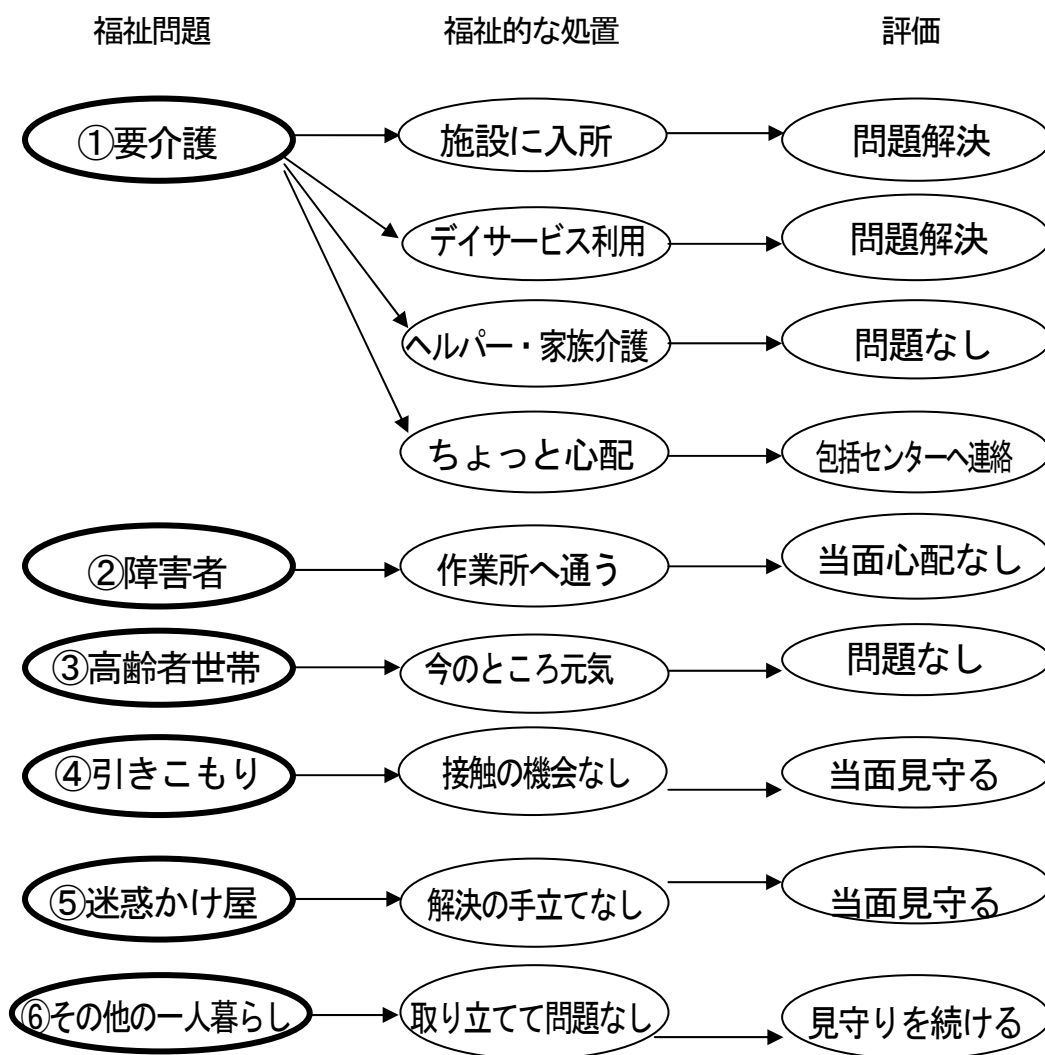 福祉問題 福祉的な処置 評価
①要介護 施設に入所 問題解決
デイサービス利用 問題解決
ヘルパー・家族介護 問題なし
ちょっと心配 包括センターへ連絡
②障害者 作業所へ通う 当面心配なし
③高齢者世帯 今のところ元気 問題なし
④引きこもり 接触の機会なし 当面見守る
⑤迷惑かけ屋 解決の手立てなし 当面見守る
⑥その他の一人暮らし 取り立てて問題なし 見守りを続ける